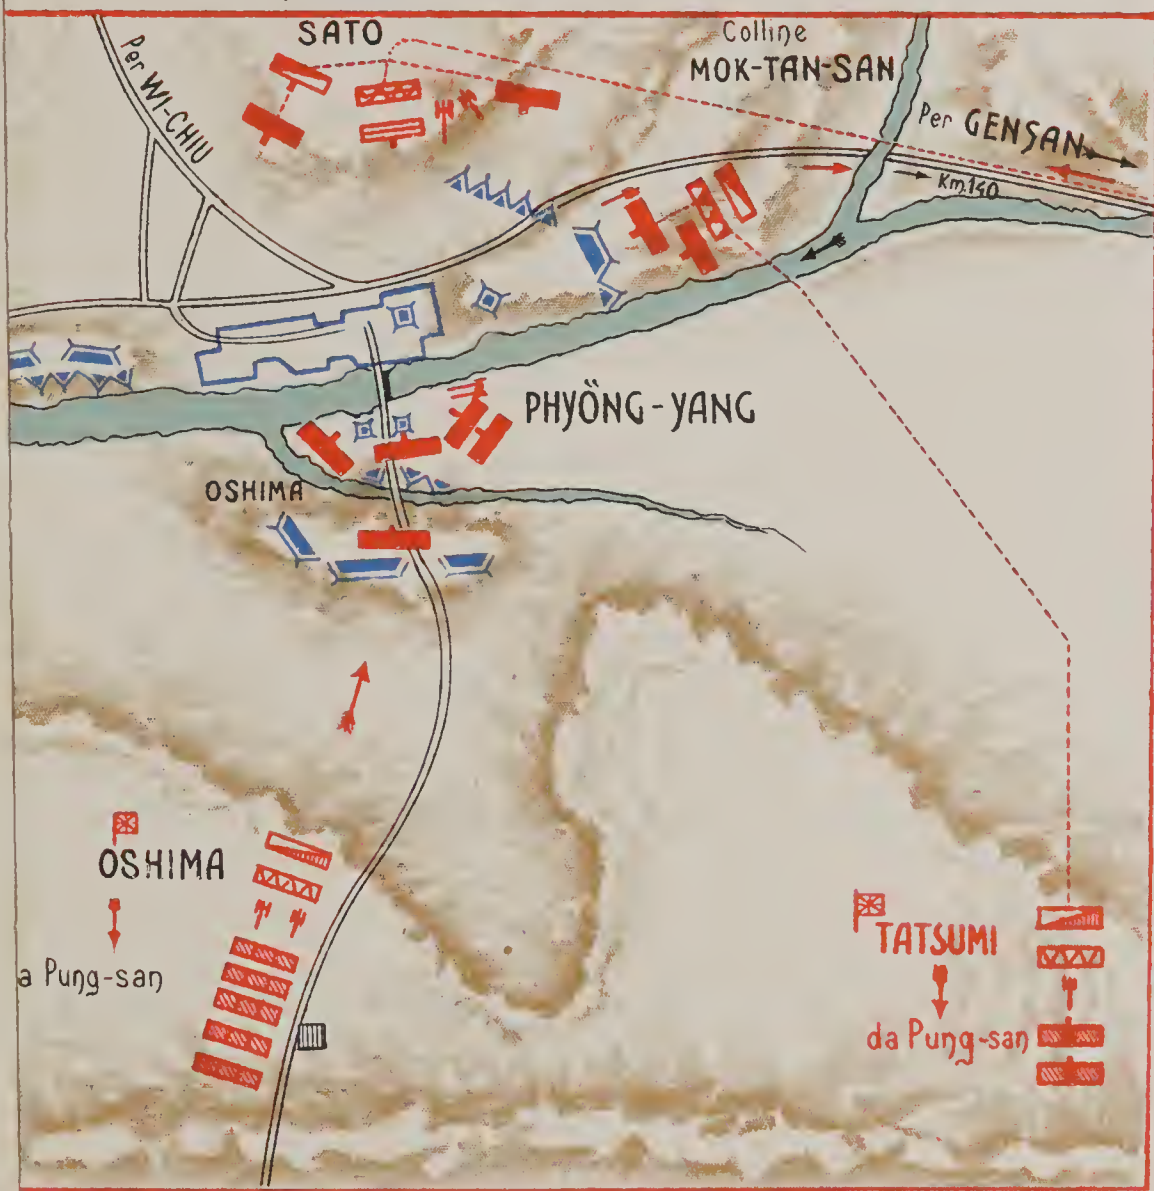 SATO
Colline
MOK-TAN-SAN
Per WI-CHIU
Per GENSAN
Km.140
PHYÖNG-YANG
OSHIMA
OSHIMA
a Pung-san
TATSUMI
da Pung-san